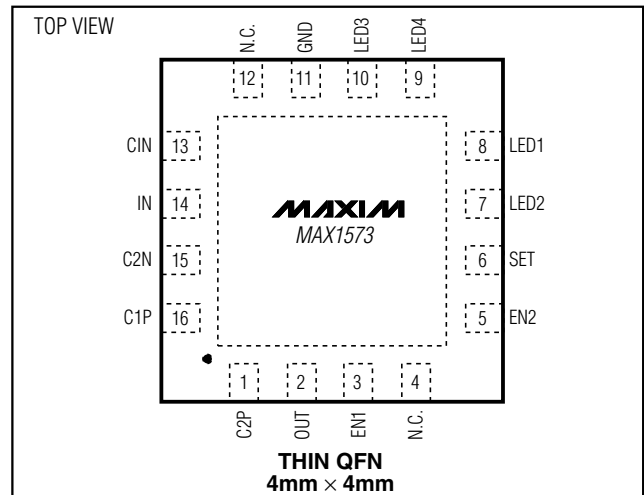 TOP VIEW
N.C.
GND
LED3
LED4
12
11
10
9
CIN
13
8
LED1
IN
14
MAXIM
7
LED2
MAX1573
C2N
15
6
SET
C1P
16
5
EN2
1
2
3
4
C2P
OUT
EN1
N.C.
THIN QFN
4mm × 4mm